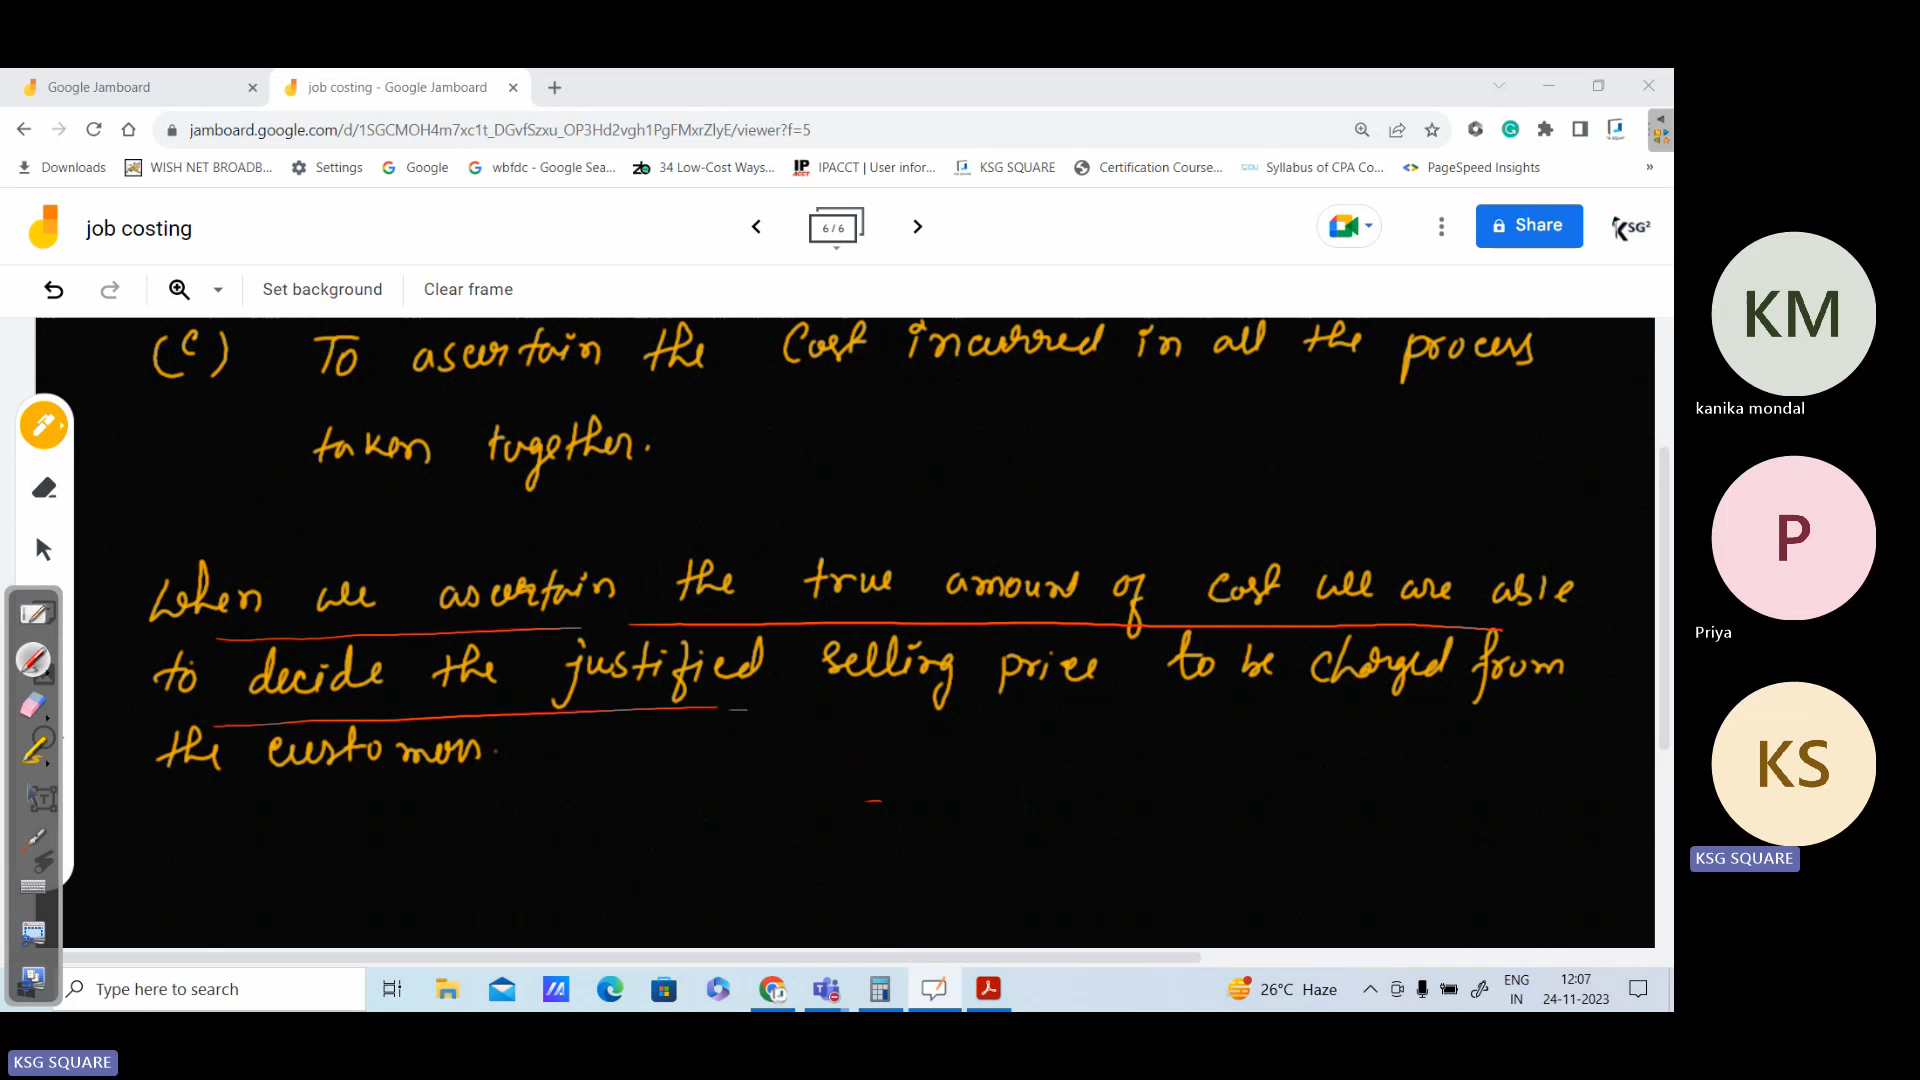 Google Jamboard
job costing - Google Jamboard
jamboard.google.com/d/1SGCMOH4m7xc1t_DGvfSzxu_OP3Hd2vgh1PgFMxrZlyE/viewer?f=5
Downloads WISH NET BROADB... Settings Google wbfdc - Google Sea... 34 Low-Cost Ways... IPACCT | User infor... KSG SQUARE Certification Course... Syllabus of CPA Co... PageSpeed Insights »
job costing
6 / 6
Share
KSG²
Set background Clear frame
(c) To ascertain the Cost incurred in all the process
taken together.
When we ascertain the true amount of cost we are able
to decide the justified selling price to be charged from
the customers.
KM
kanika mondal
P
Priya
KS
KSG SQUARE
Type here to search
26°C Haze
ENG
IN
12:07
24-11-2023
KSG SQUARE